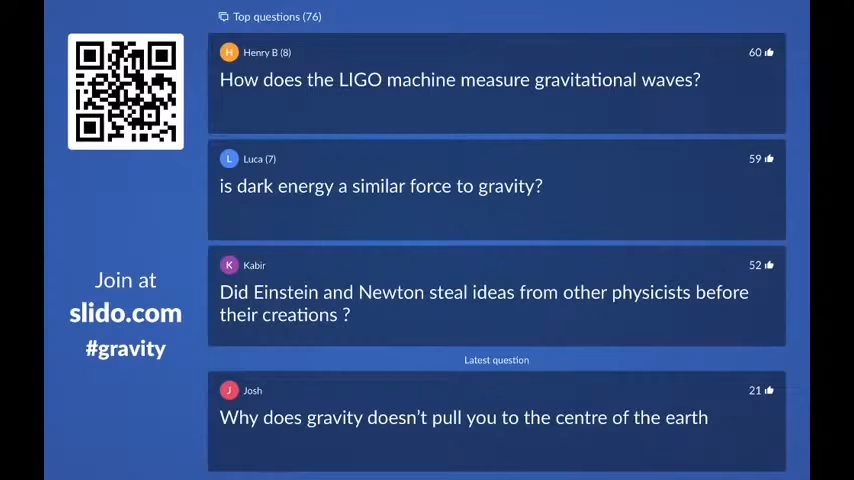 Top questions (76)
H Henry B (8) 60
How does the LIGO machine measure gravitational waves?
L Luca (7) 59
is dark energy a similar force to gravity?
K Kabir 52
Did Einstein and Newton steal ideas from other physicists before
their creations ?
Join at
slido.com
#gravity
Latest question
J Josh 21
Why does gravity doesn't pull you to the centre of the earth